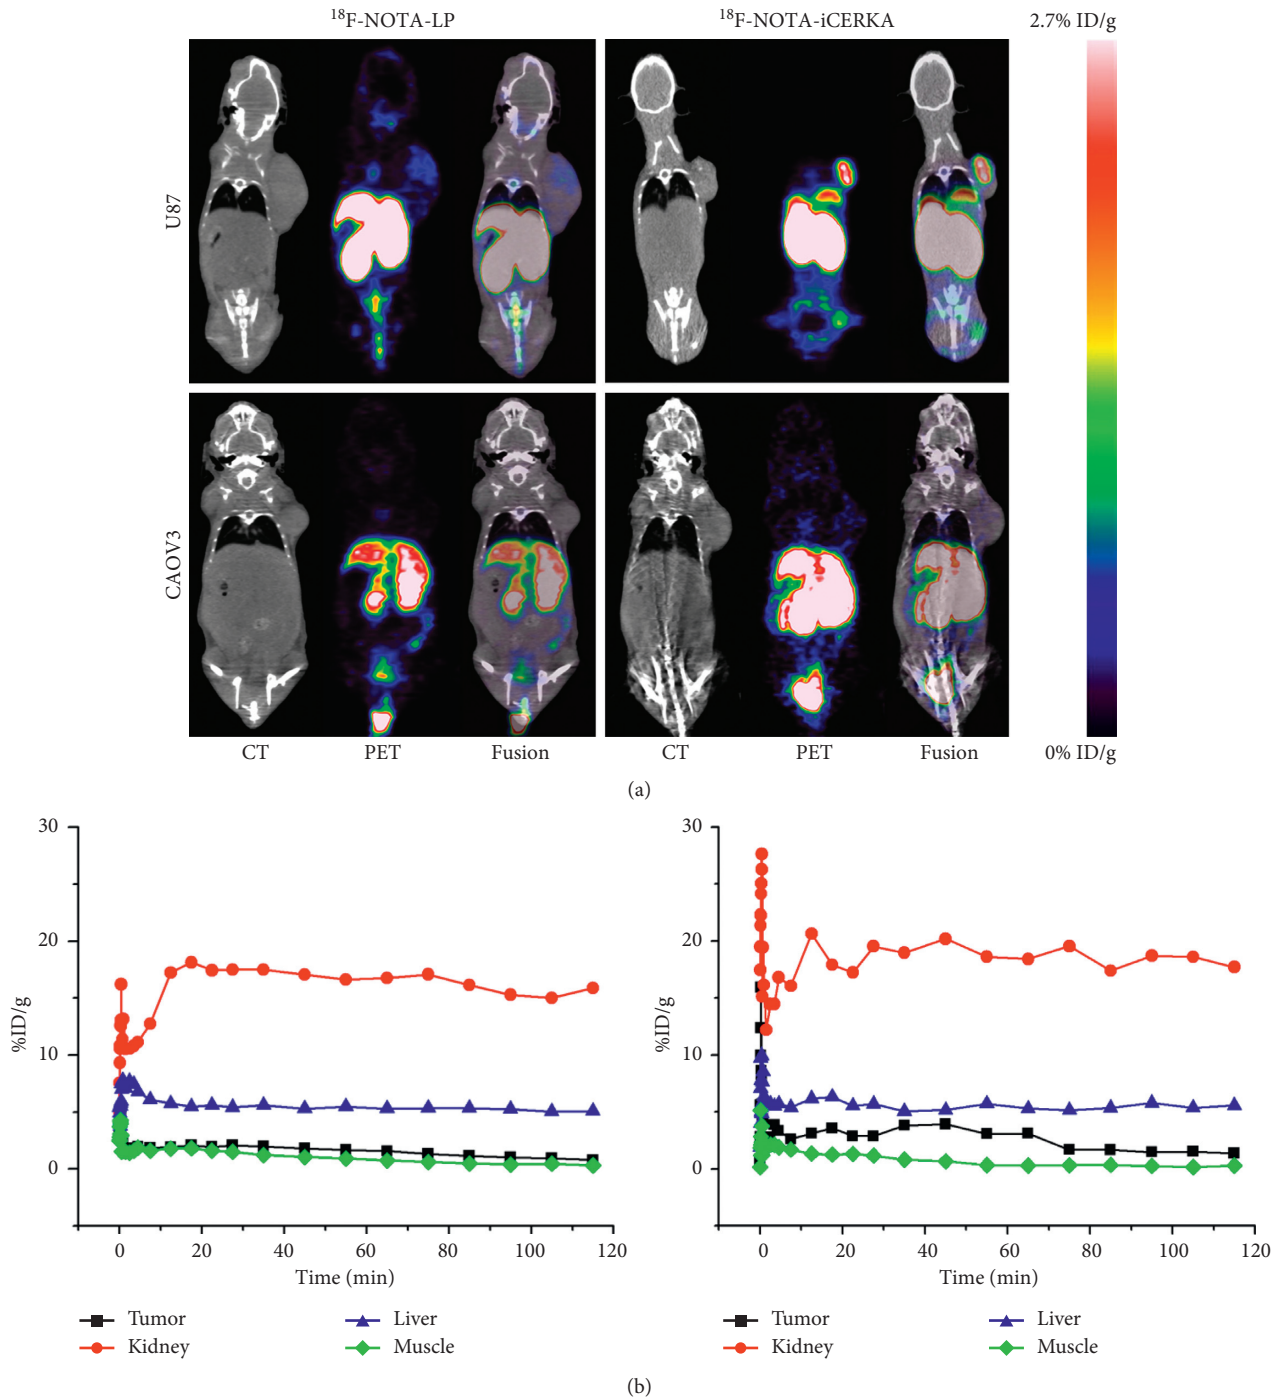 ¹⁸F-NOTA-LP ¹⁸F-NOTA-iCERKA 2.7% ID/g
U87
CAOV3
CT PET Fusion CT PET Fusion 0% ID/g
(a)
30 30
20 20
%ID/g %ID/g
10 10
0 0
0 20 40 60 80 100 120 0 20 40 60 80 100 120
Time (min) Time (min)
Tumor Liver Tumor Liver
Kidney Muscle Kidney Muscle
(b)